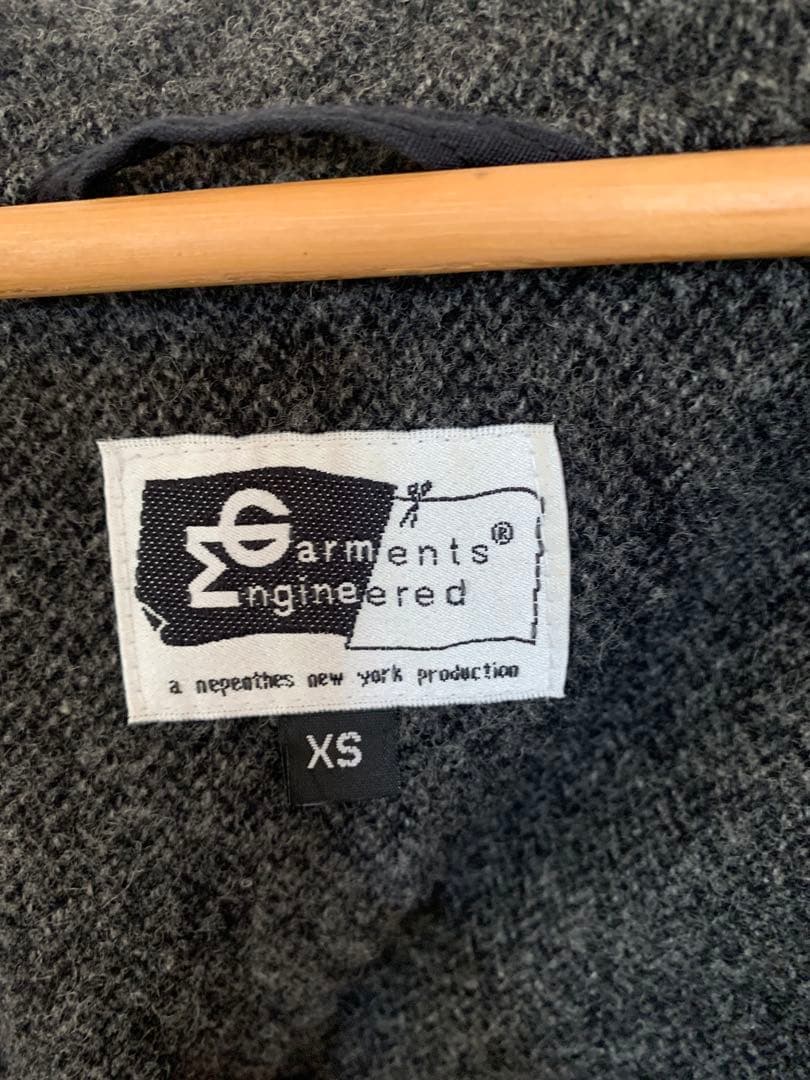 Garments®
Engineered
a nepenthes new york production
XS